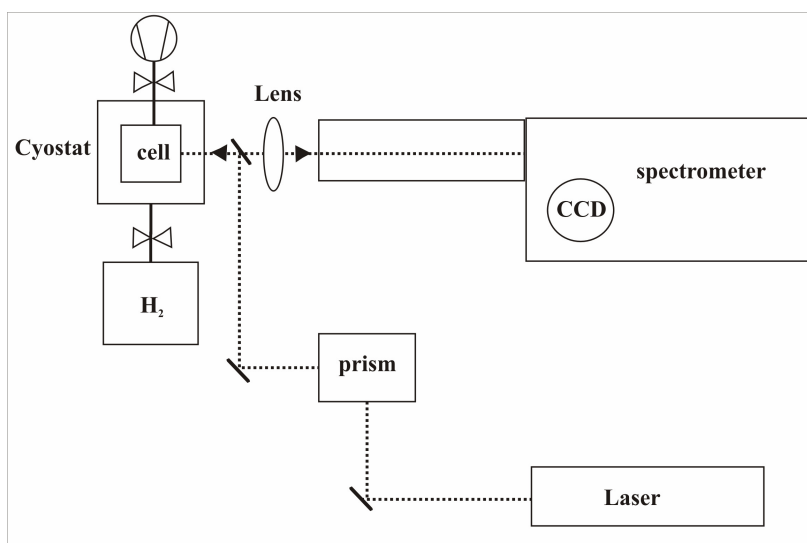 Lens
Cyostat
cell
spectrometer
CCD
H₂
prism
Laser